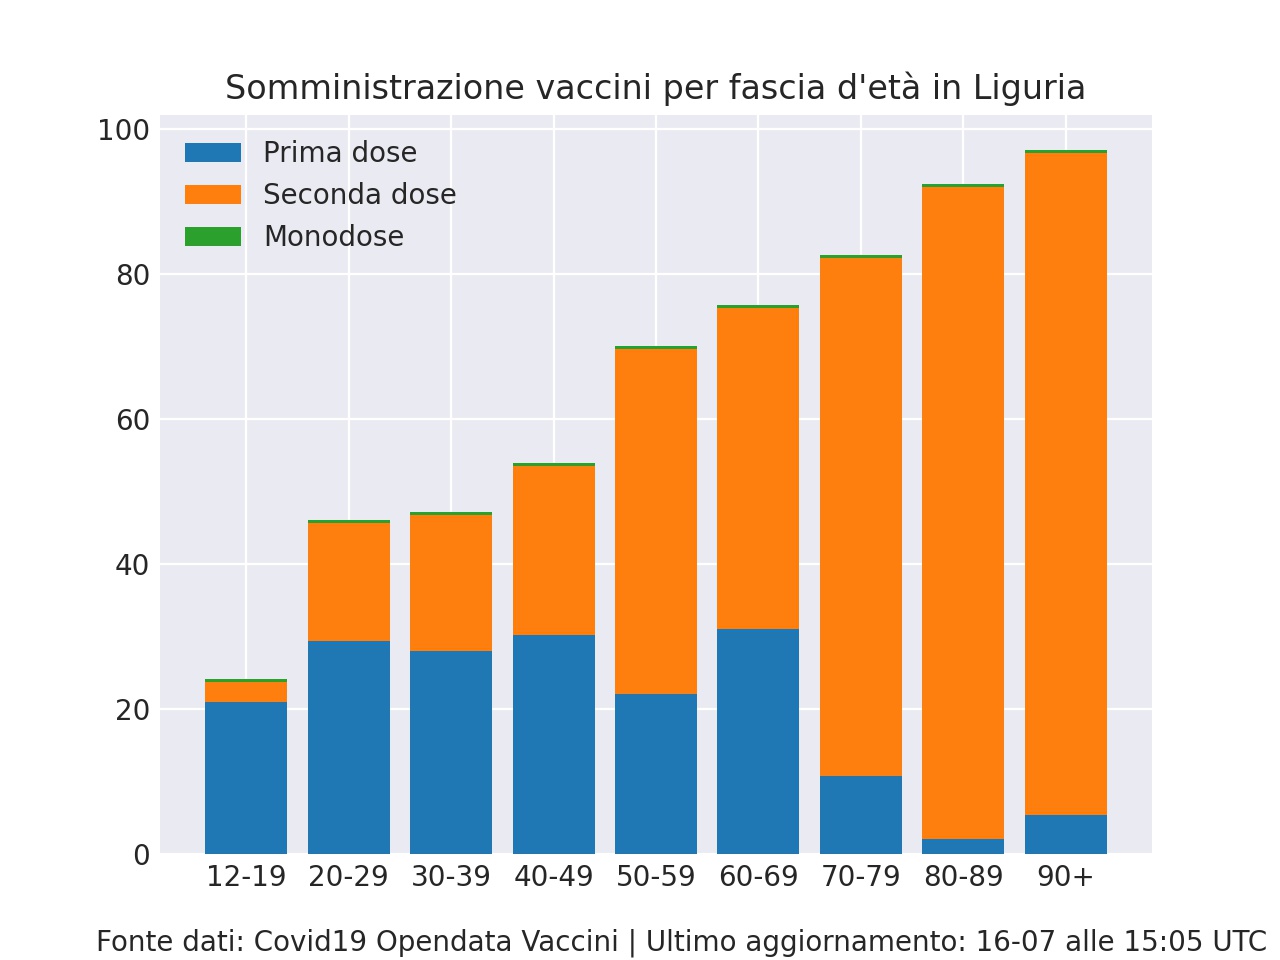 Somministrazione vaccini per fascia d'età in Liguria
100
80
60
40
20
0
Prima dose
Seconda dose
Monodose
12-19 20-29 30-39 40-49 50-59 60-69 70-79 80-89 90+
Fonte dati: Covid19 Opendata Vaccini | Ultimo aggiornamento: 16-07 alle 15:05 UTC